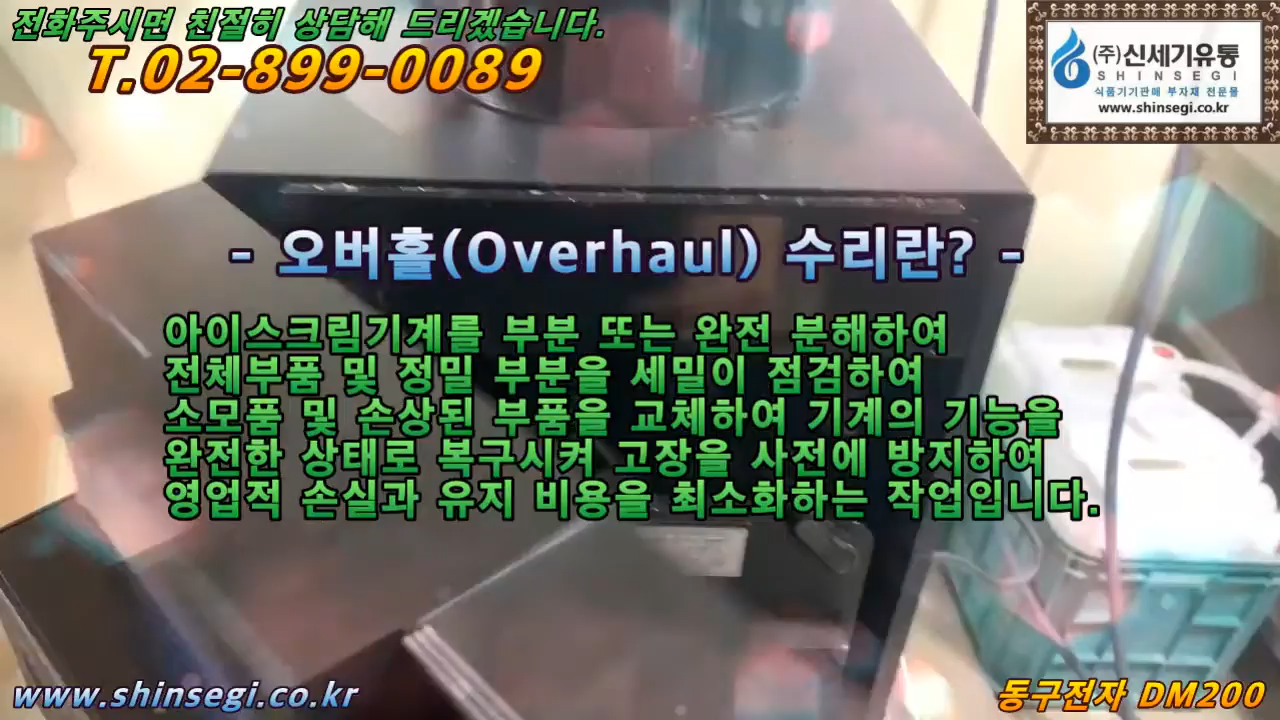 전화주시면 친절히 상담해 드리겠습니다.
T.02-899-0089
(주)신세기유통
SHINSEGI
식품기기판매 부자재 전문몰
www.shinsegi.co.kr
- 오버홀(Overhaul) 수리란? -
아이스크림기계를 부분 또는 완전 분해하여
전체부품 및 정밀 부분을 세밀이 점검하여
소모품 및 손상된 부품을 교체하여 기계의 기능을
완전한 상태로 복구시켜 고장을 사전에 방지하여
영업적 손실과 유지 비용을 최소화하는 작업입니다.
www.shinsegi.co.kr
동구전자 DM200